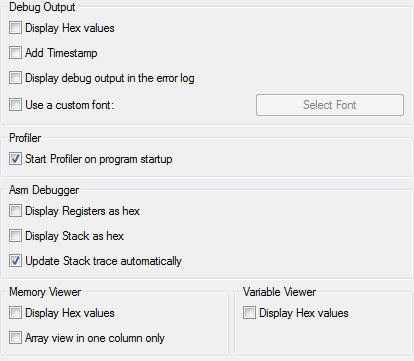 Debug Output
Display Hex values
Add Timestamp
Display debug output in the error log
Use a custom font:
Select Font
Profiler
Start Profiler on program startup
Asm Debugger
Display Registers as hex
Display Stack as hex
Update Stack trace automatically
Memory Viewer
Display Hex values
Array view in one column only
Variable Viewer
Display Hex values